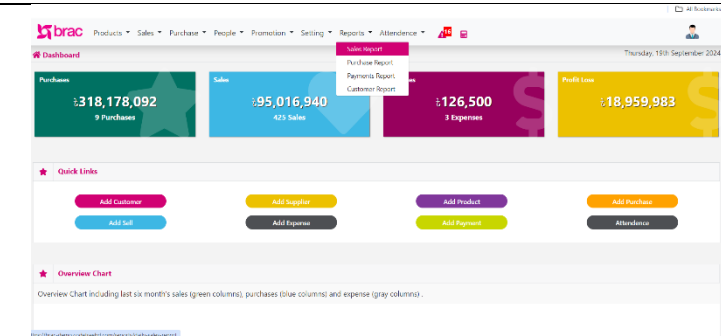 All Bookmarks
brac Products Sales Purchase People Promotion Setting Reports Attendence
Sales Report
Purchase Report
Payments Report
Customer Report
Dashboard
Thursday, 19th September 2024
Purchases
৳318,178,092
9 Purchases
Sales
৳95,016,940
425 Sales
৳126,500
3 Expenses
Profit Loss
৳18,959,983
Quick Links
Add Customer
Add Supplier
Add Product
Add Purchase
Add Sell
Add Expense
Add Payment
Attendence
Overview Chart
Overview Chart including last six month's sales (green columns), purchases (blue columns) and expense (gray columns) .